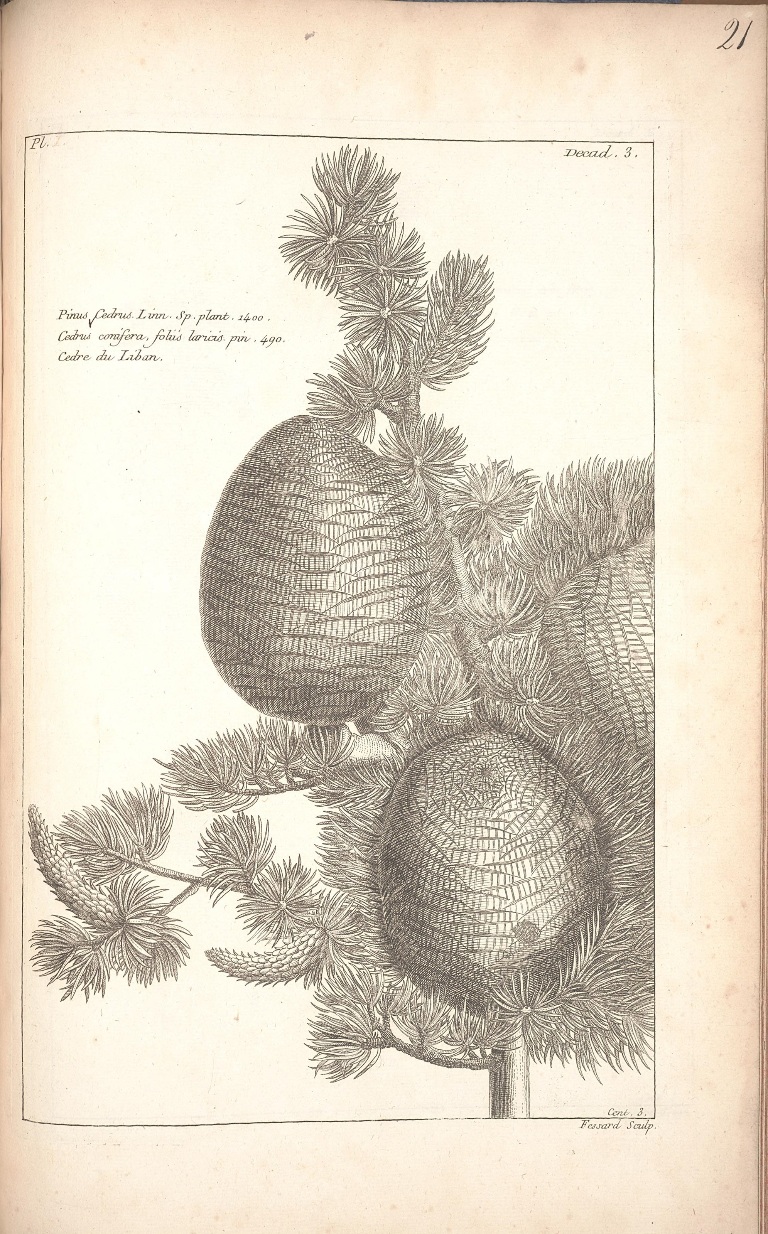 21
Pl. 1.
Decad. 3.
Pinus Cedrus. Linn. Sp. plant. 1400.
Cedrus conifera, foliis laricis. pin. 490.
Cedre du Liban.
Cent. 3.
Fessard Sculp.